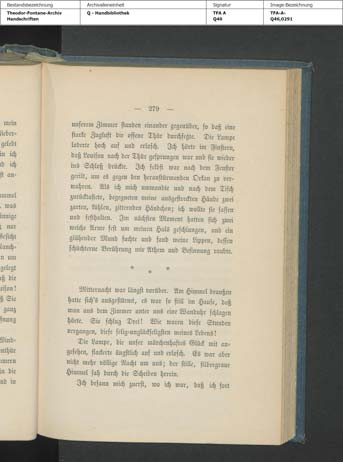 Bestandsbezeichnung
Archivalieneinheit
Signatur
Image-Bezeichnung
Theodor-Fontane-Archiv
Handschriften
Q - Handbibliothek
TFA A
Q46
TFA-A-
Q46,0291
— 279 —
unserem Zimmer standen einander gegenüber, so daß eine
starke Zugluft die offene Thür durchfegte. Die Lampe
loderte hoch auf und erlosch. Ich hörte im Finstern,
daß Louison nach der Thür gesprungen war und sie wieder
ins Schloß drückte. Ich selbst war nach dem Fenster
geeilt, um es gegen den heranstürmenden Orkan zu ver-
wahren. Als ich mich umwandte und nach dem Tisch
zurücktastete, begegneten meine ausgestreckten Hände zwei
zarten, kühlen, zitternden Händchen; ich wollte sie fassen
und festhalten. Im nächsten Moment hatten sich zwei
weiche Arme fest um meinen Hals geschlungen, und ein
glühender Mund suchte und fand meine Lippen, dessen
schüchterne Berührung mir Athem und Besinnung raubte.
* * *
Mitternacht war längst vorüber. Am Himmel draußen
hatte sich's ausgestürmt, es war so still im Hause, daß
man aus dem Zimmer unter uns eine Wanduhr schlagen
hörte. Sie schlug Drei! Wie waren diese Stunden
vergangen, diese selig-unglückseligsten meines Lebens!
Die Lampe, die unser märchenhaftes Glück mit an-
gesehen, flackerte ängstlich auf und erlosch. Es war aber
nicht mehr völlige Nacht um uns; der stille, silbergraue
Himmel sah durch die Scheiben herein.
Ich besann mich zuerst, wo ich war, daß ich fort